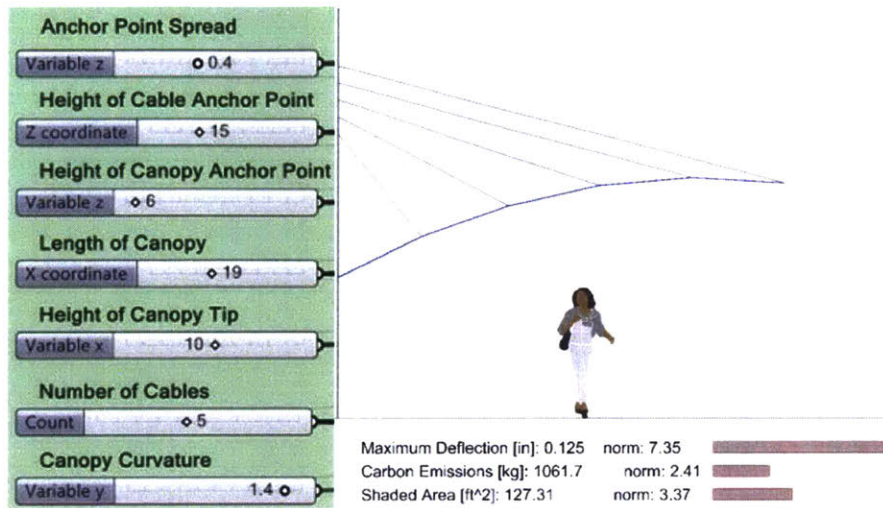 Anchor Point Spread
Variable z 0.4
Height of Cable Anchor Point
Z coordinate 15
Height of Canopy Anchor Point
Variable z 6
Length of Canopy
X coordinate 19
Height of Canopy Tip
Variable x 10
Number of Cables
Count 5
Canopy Curvature
Variable y 1.4
Maximum Deflection [in]: 0.125 norm: 7.35
Carbon Emissions [kg]: 1061.7 norm: 2.41
Shaded Area [ft^2]: 127.31 norm: 3.37